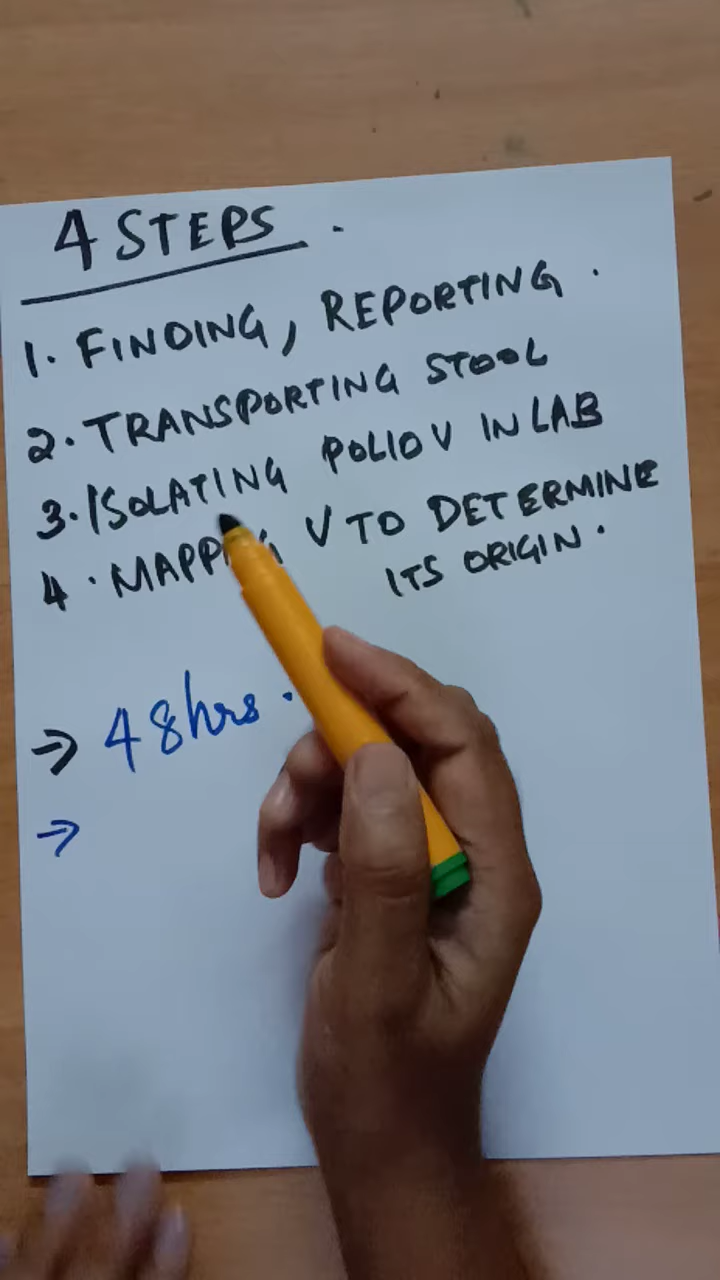 4 STEPS .
1. FINDING, REPORTING .
2. TRANSPORTING STOOL
3. ISOLATING POLIO V IN LAB
4 . MAPPING V TO DETERMINE
ITS ORIGIN .
→ 48hrs .
→